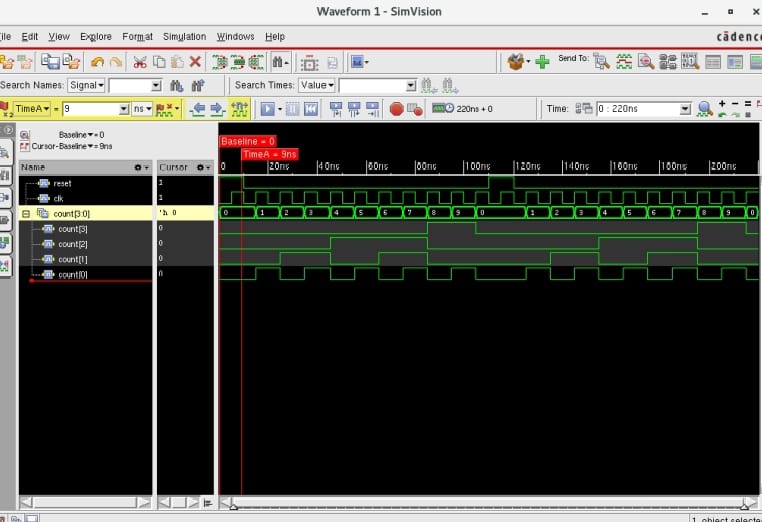 Waveform 1 - SimVision
ile Edit View Explore Format Simulation Windows Help
cādence
Send To:
Search Names: Signal Search Times: Value
x2 TimeA = 9 ns 220ns + 0 Time: 0 : 220ns
Baseline = 0
Cursor-Baseline = 9ns
Baseline = 0
TimeA = 9ns
Name Cursor 0 20ns 40ns 60ns 80ns 100ns 120ns 140ns 160ns 180ns 200ns
reset 1
clk 1
count[3:0] 'h 0 0 1 2 3 4 5 6 7 8 9 0 1 2 3 4 5 6 7 8 9 0
count[3] 0
count[2] 0
count[1] 0
count[0] 0
1 object selecte